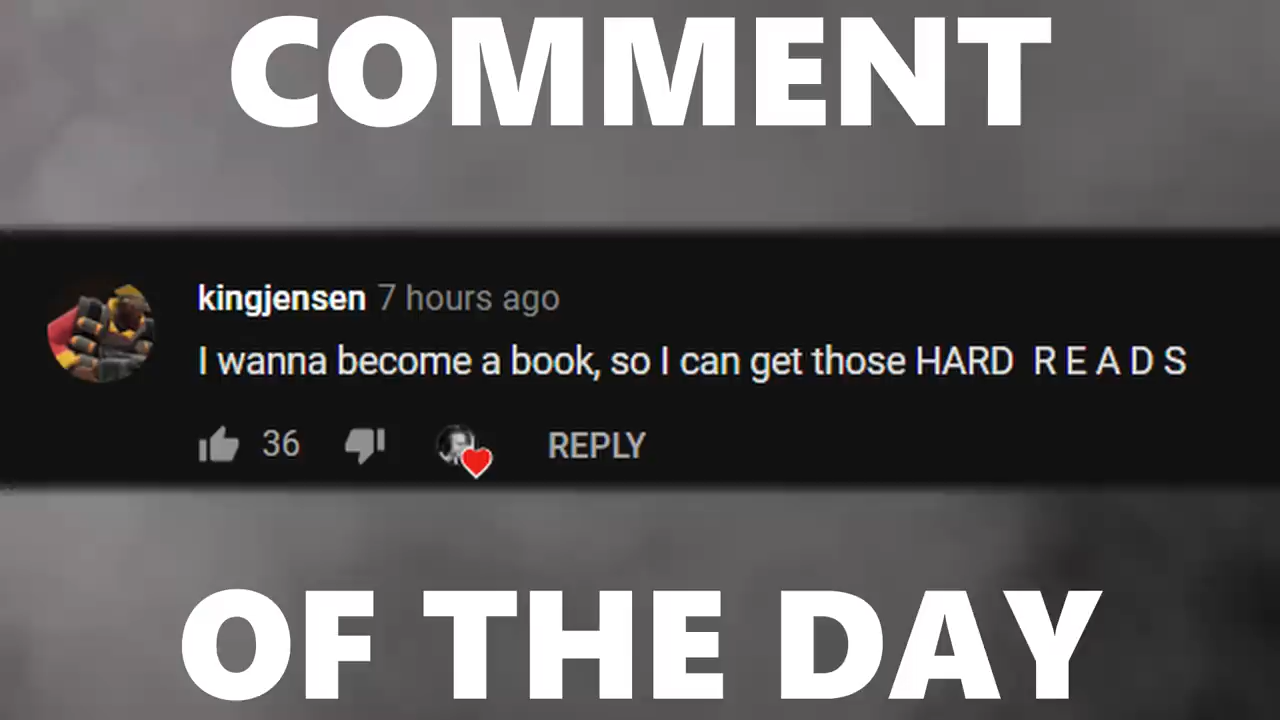 COMMENT
kingjensen 7 hours ago
I wanna become a book, so I can get those HARD  R E A D S
36 REPLY
OF THE DAY